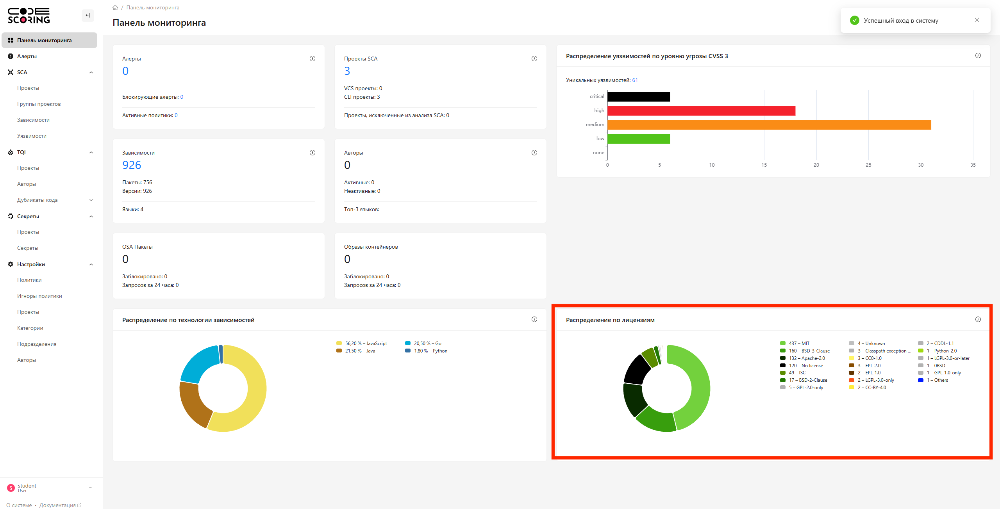 CODE
SCORING
Панель мониторинга
Алерты
SCA
Проекты
Группы проектов
Зависимости
Уязвимости
TQI
Проекты
Авторы
Дубликаты кода
Секреты
Проекты
Секреты
Настройки
Политики
Игноры политики
Проекты
Категории
Подразделения
Авторы
S
student
User
...
О системе · Документация
/ Панель мониторинга
Панель мониторинга
Успешный вход в систему
Алерты
0
Блокирующие алерты: 0
Активные политики: 0
Проекты SCA
3
VCS проекты: 0
CLI проекты: 3
Проекты, исключенные из анализа SCA: 0
Распределение уязвимостей по уровню угрозы CVSS 3
Уникальных уязвимостей: 61
critical
high
medium
low
none
0 5 10 15 20 25 30 35
Зависимости
926
Пакеты: 756
Версии: 926
Языки: 4
Авторы
0
Активные: 0
Неактивные: 0
Топ-3 языков:
OSA Пакеты
0
Заблокировано: 0
Запросов за 24 часа: 0
Образы контейнеров
0
Заблокировано: 0
Запросов за 24 часа: 0
Распределение по технологии зависимостей
56,20 % – JavaScript
21,50 % – Java
20,50 % – Go
1,80 % – Python
Распределение по лицензиям
437 – MIT
160 – BSD-3-Clause
132 – Apache-2.0
120 – No license
49 – ISC
17 – BSD-2-Clause
5 – GPL-2.0-only
4 – Unknown
3 – Classpath exception ...
3 – CC0-1.0
3 – EPL-2.0
2 – EPL-1.0
2 – LGPL-3.0-only
2 – CC-BY-4.0
2 – CDDL-1.1
1 – Python-2.0
1 – LGPL-3.0-or-later
1 – 0BSD
1 – GPL-1.0-only
1 – Others